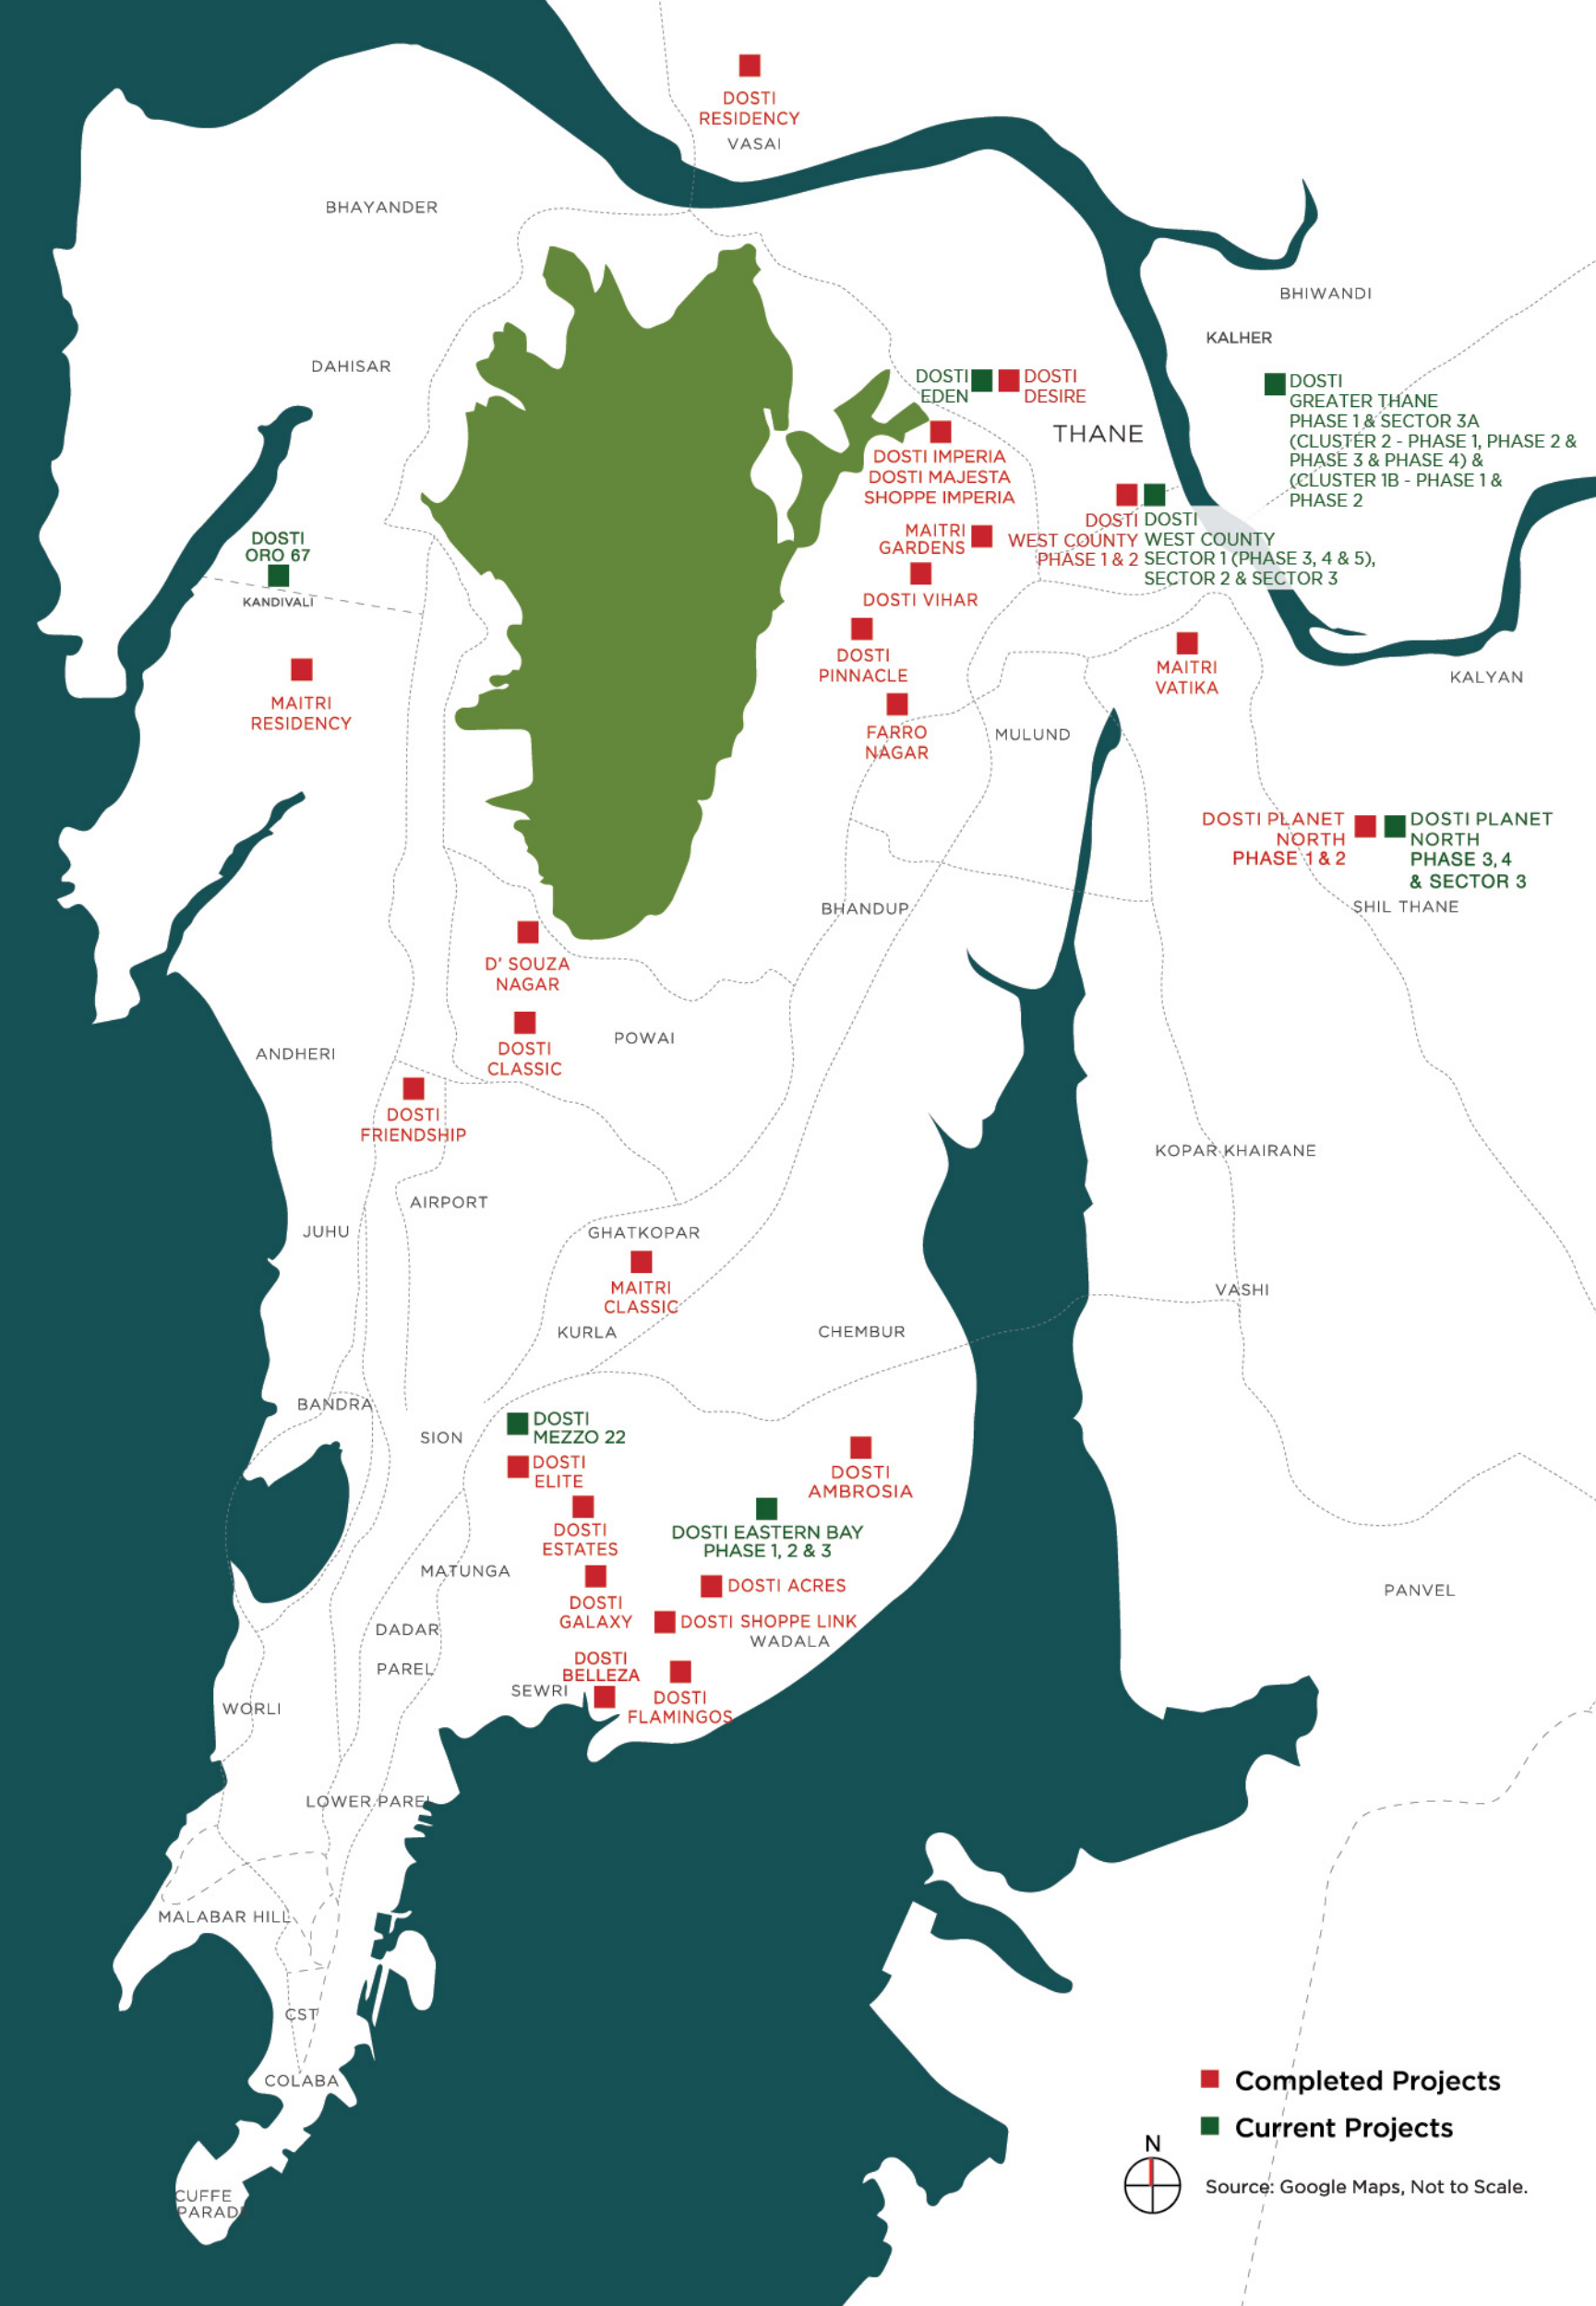 DOSTI
RESIDENCY
VASAI
BHAYANDER
BHIWANDI
KALHER
DAHISAR
DOSTI
EDEN
DOSTI
DESIRE
DOSTI
GREATER THANE
PHASE 1 & SECTOR 3A
(CLUSTER 2 - PHASE 1, PHASE 2 &
PHASE 3 & PHASE 4) &
(CLUSTER 1B - PHASE 1 &
PHASE 2
THANE
DOSTI IMPERIA
DOSTI MAJESTA
SHOPPE IMPERIA
MAITRI
GARDENS
DOSTI
WEST COUNTY
PHASE 1 & 2
DOSTI
WEST COUNTY
SECTOR 1 (PHASE 3, 4 & 5),
SECTOR 2 & SECTOR 3
DOSTI
ORO 67
KANDIVALI
DOSTI VIHAR
DOSTI
PINNACLE
MAITRI
VATIKA
KALYAN
MAITRI
RESIDENCY
FARRO
NAGAR
MULUND
DOSTI PLANET
NORTH
PHASE 1 & 2
DOSTI PLANET
NORTH
PHASE 3, 4
& SECTOR 3
SHIL THANE
BHANDUP
D' SOUZA
NAGAR
POWAI
ANDHERI
DOSTI
CLASSIC
DOSTI
FRIENDSHIP
KOPAR KHAIRANE
AIRPORT
JUHU
GHATKOPAR
MAITRI
CLASSIC
VASHI
KURLA
CHEMBUR
BANDRA
SION
DOSTI
MEZZO 22
DOSTI
ELITE
DOSTI
AMBROSIA
DOSTI
ESTATES
DOSTI EASTERN BAY
PHASE 1, 2 & 3
MATUNGA
DOSTI ACRES
PANVEL
DOSTI
GALAXY
DOSTI SHOPPE LINK
WADALA
DADAR
PAREL
DOSTI
BELLEZA
SEWRI
DOSTI
FLAMINGOS
WORLI
LOWER PAREL
MALABAR HILL
CST
COLABA
CUFFE
PARADE
Completed Projects
Current Projects
N
Source: Google Maps, Not to Scale.